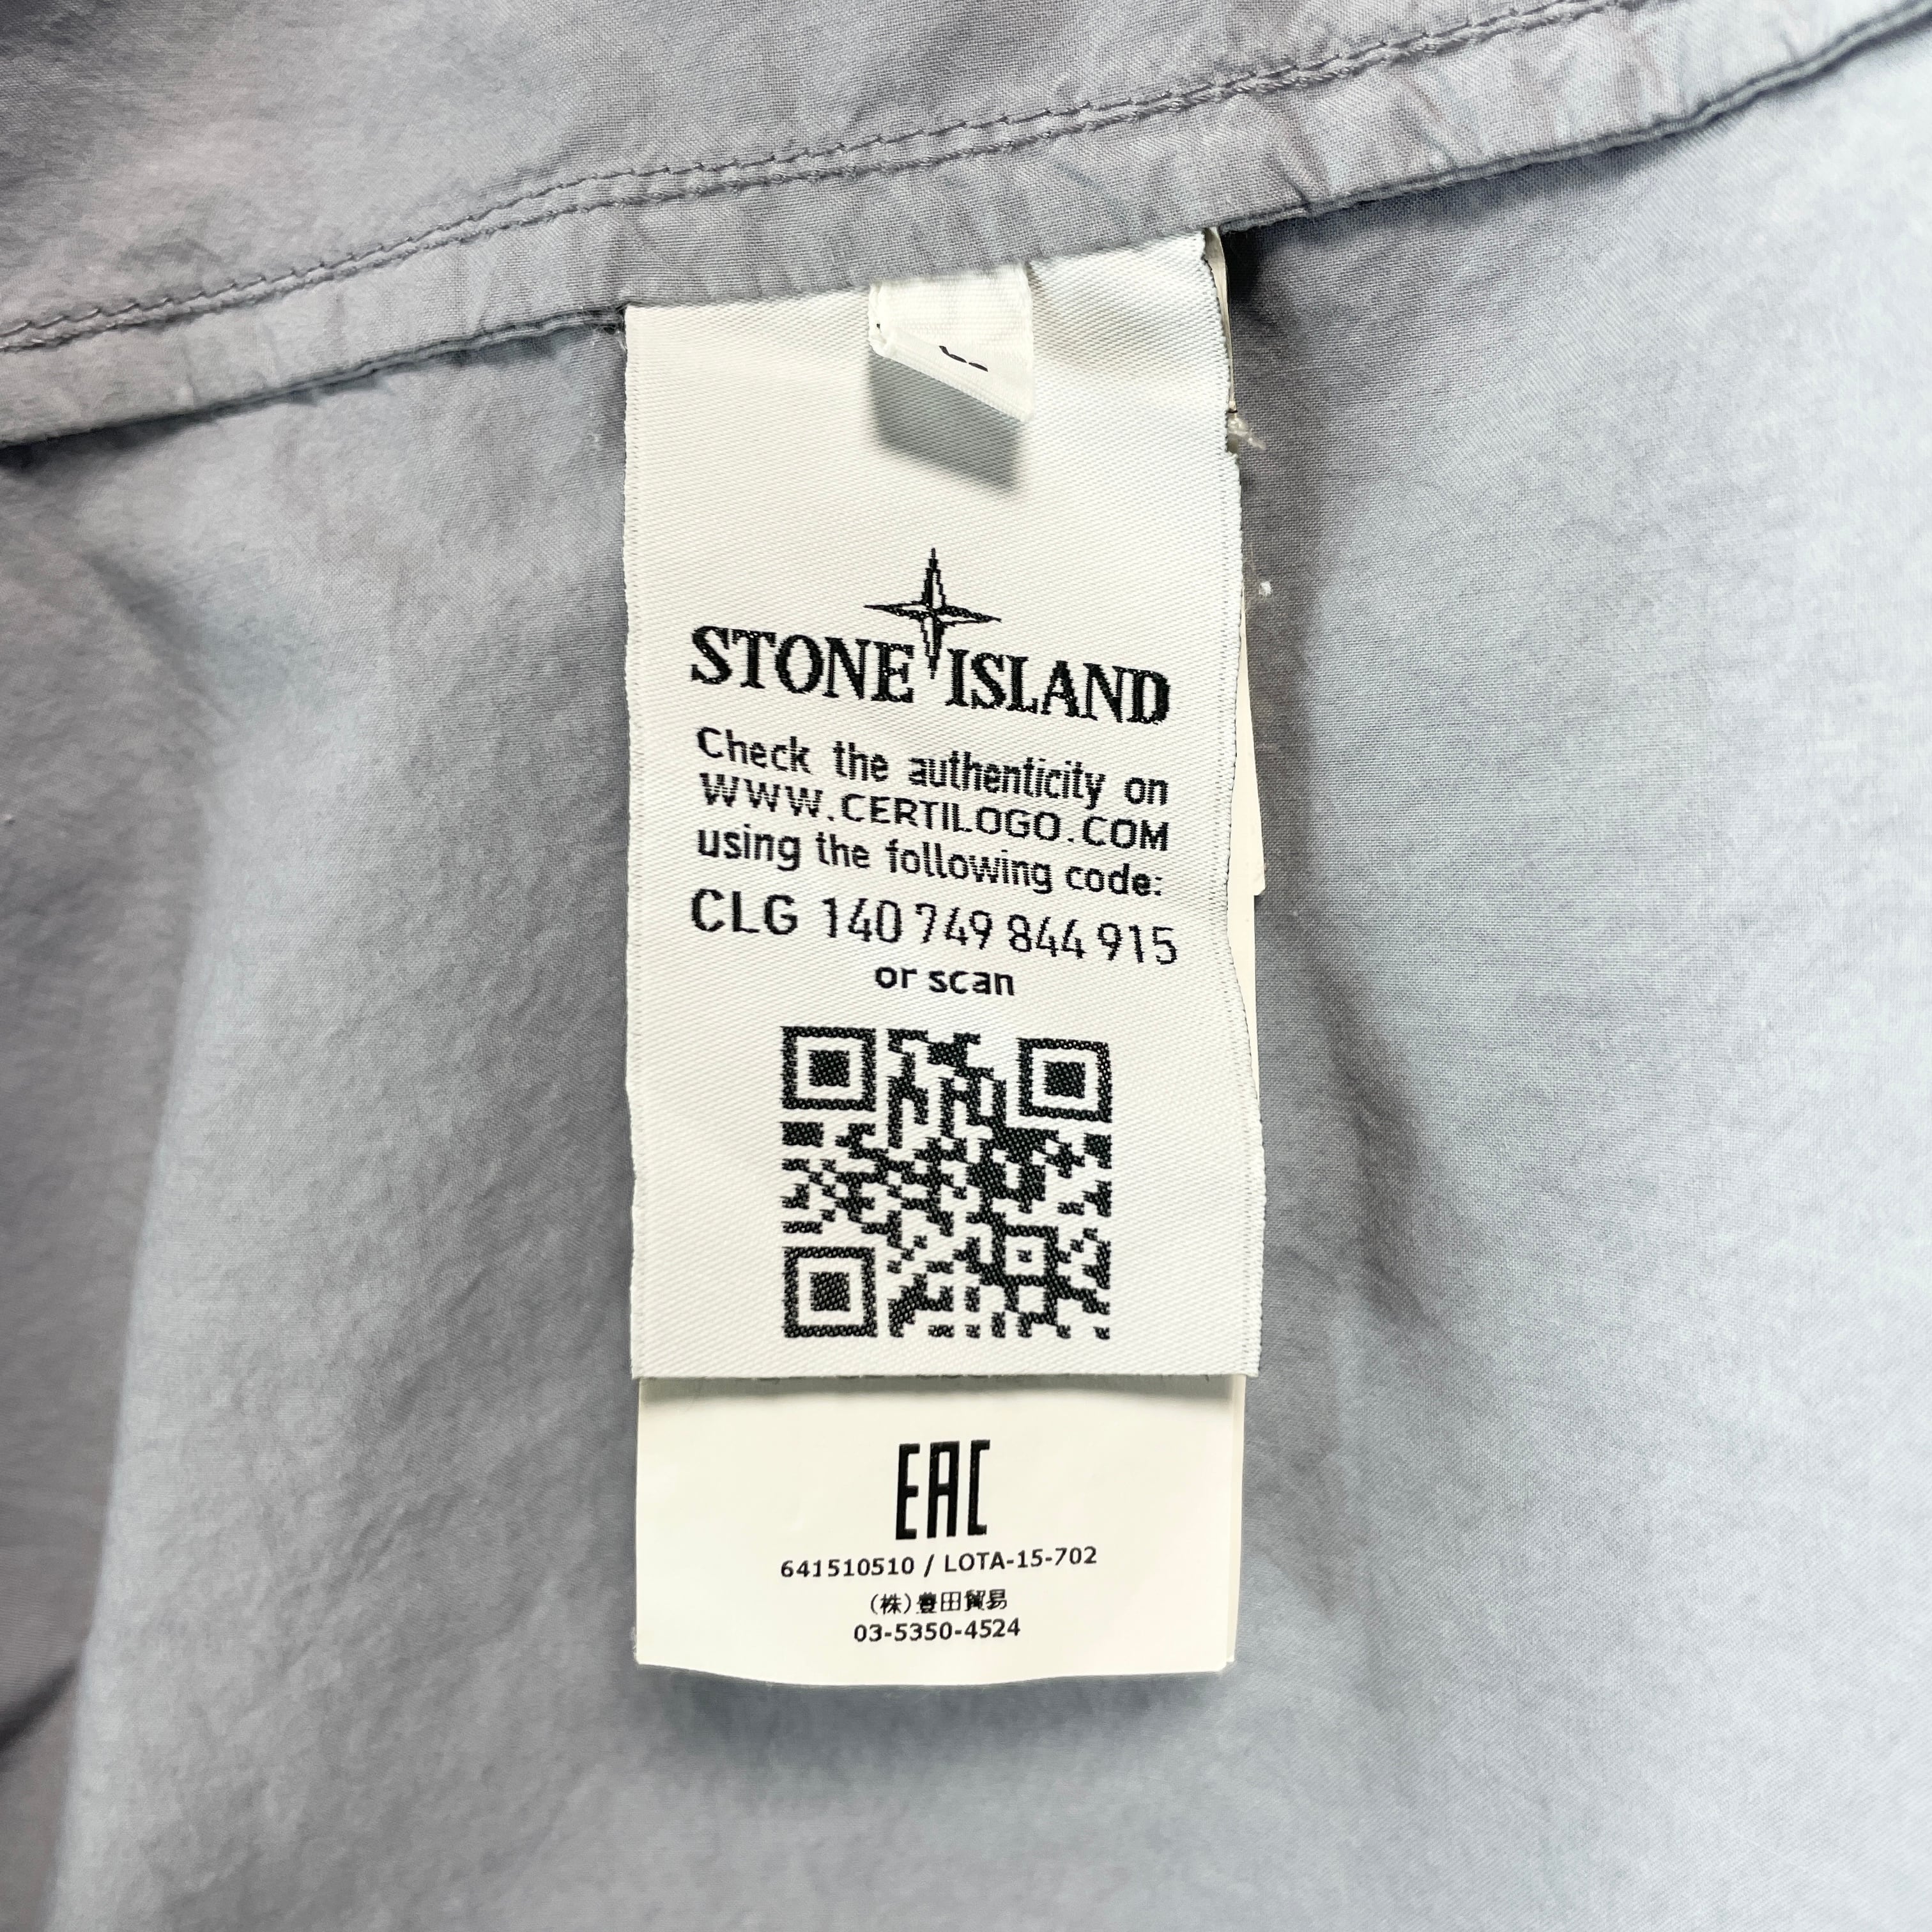 STONE ISLAND
Check the authenticity on
WWW.CERTILOGO.COM
using the following code:
CLG 140 749 844 915
or scan
EAC
641510510 / LOTA-15-702
(株)豊田貿易
03-5350-4524